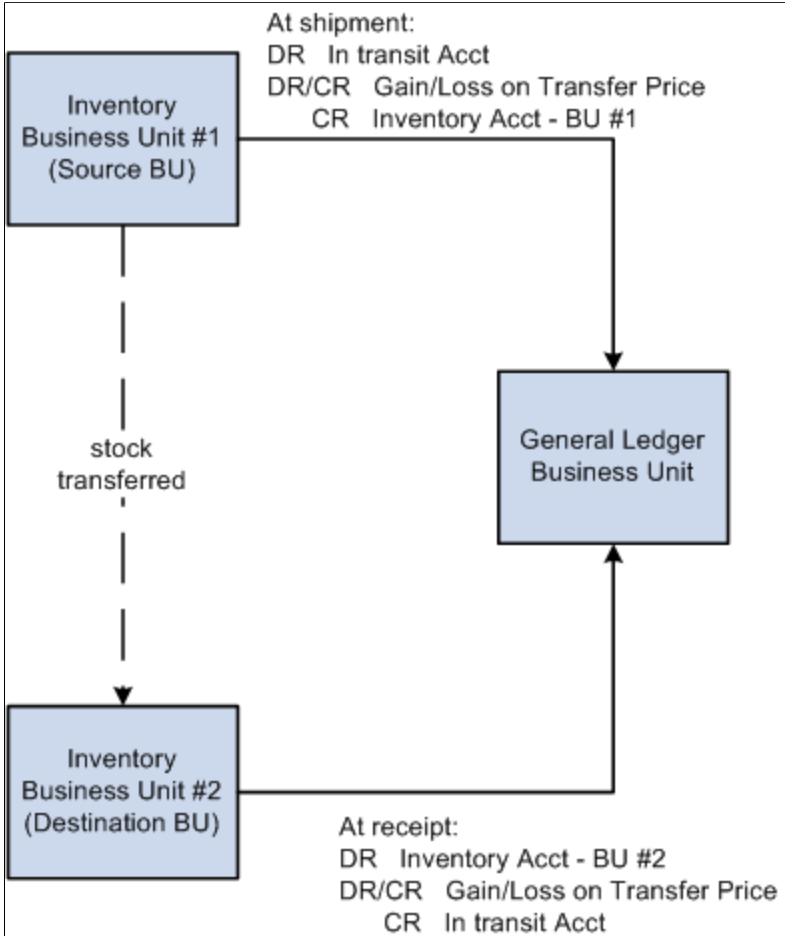 At shipment:
DR In transit Acct
DR/CR Gain/Loss on Transfer Price
CR Inventory Acct - BU #1
Inventory
Business Unit #1
(Source BU)
General Ledger
Business Unit
stock
transferred
Inventory
Business Unit #2
(Destination BU)
At receipt:
DR Inventory Acct - BU #2
DR/CR Gain/Loss on Transfer Price
CR In transit Acct